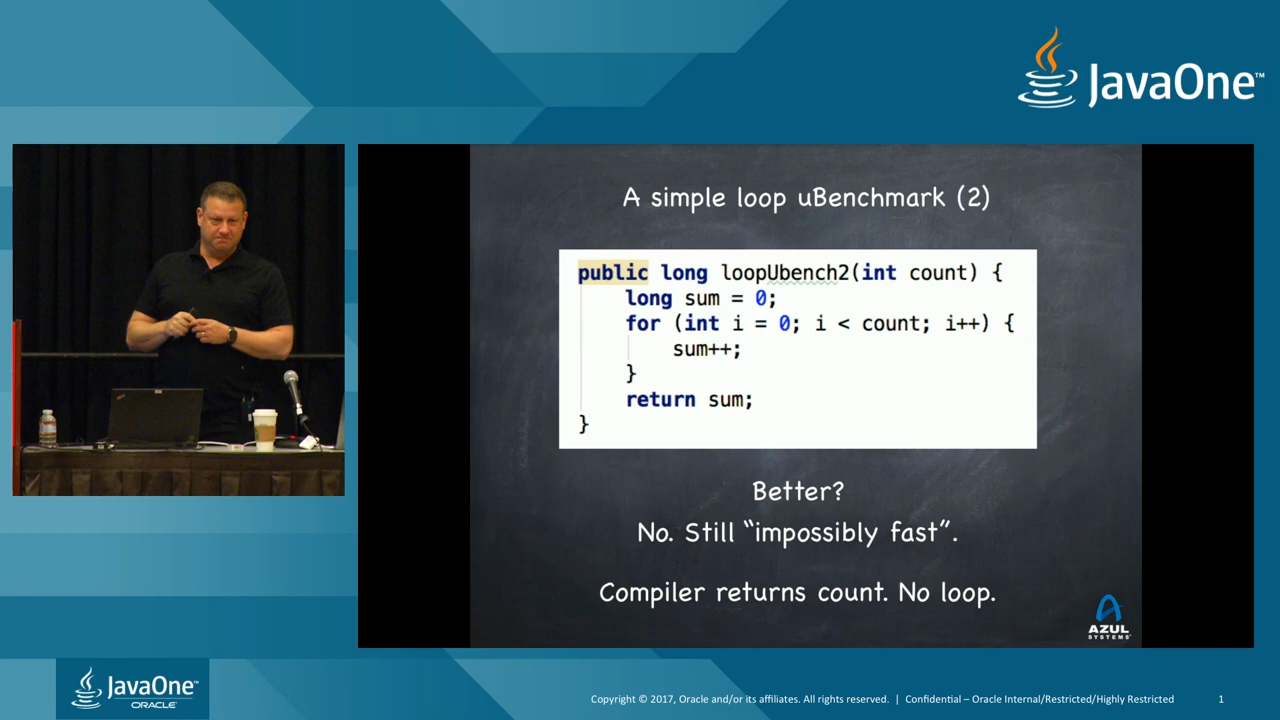 JavaOne™
A simple loop uBenchmark (2)
public long loopUbench2(int count) {
long sum = 0;
for (int i = 0; i < count; i++) {
sum++;
}
return sum;
}
Better?
No. Still “impossibly fast”.
Compiler returns count. No loop.
AZUL
SYSTEMS
JavaOne™
ORACLE
Copyright © 2017, Oracle and/or its affiliates. All rights reserved. | Confidential – Oracle Internal/Restricted/Highly Restricted 1